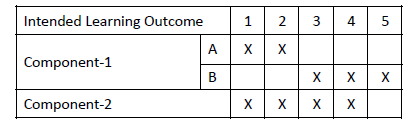 Intended Learning Outcome 1 2 3 4 5
Component-1 A X X
B X X X
Component-2 X X X X